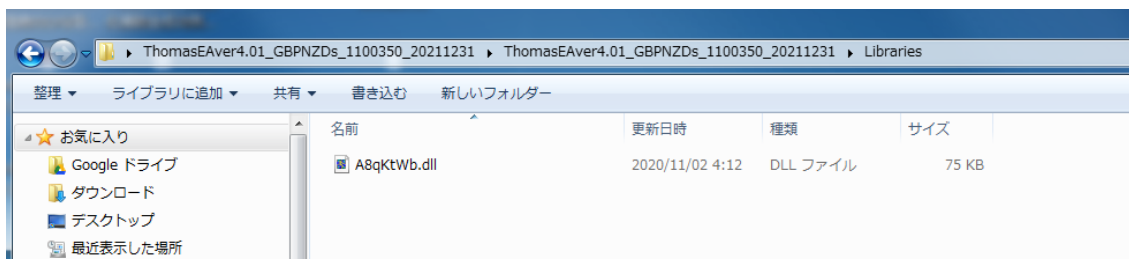 ThomasEAver4.01_GBPNZDs_1100350_20211231 ThomasEAver4.01_GBPNZDs_1100350_20211231 Libraries
整理 ライブラリに追加 共有 書き込む 新しいフォルダー
お気に入り 名前 更新日時 種類 サイズ
Google ドライブ A8qKtWb.dll 2020/11/02 4:12 DLL ファイル 75 KB
ダウンロード
デスクトップ
最近表示した場所